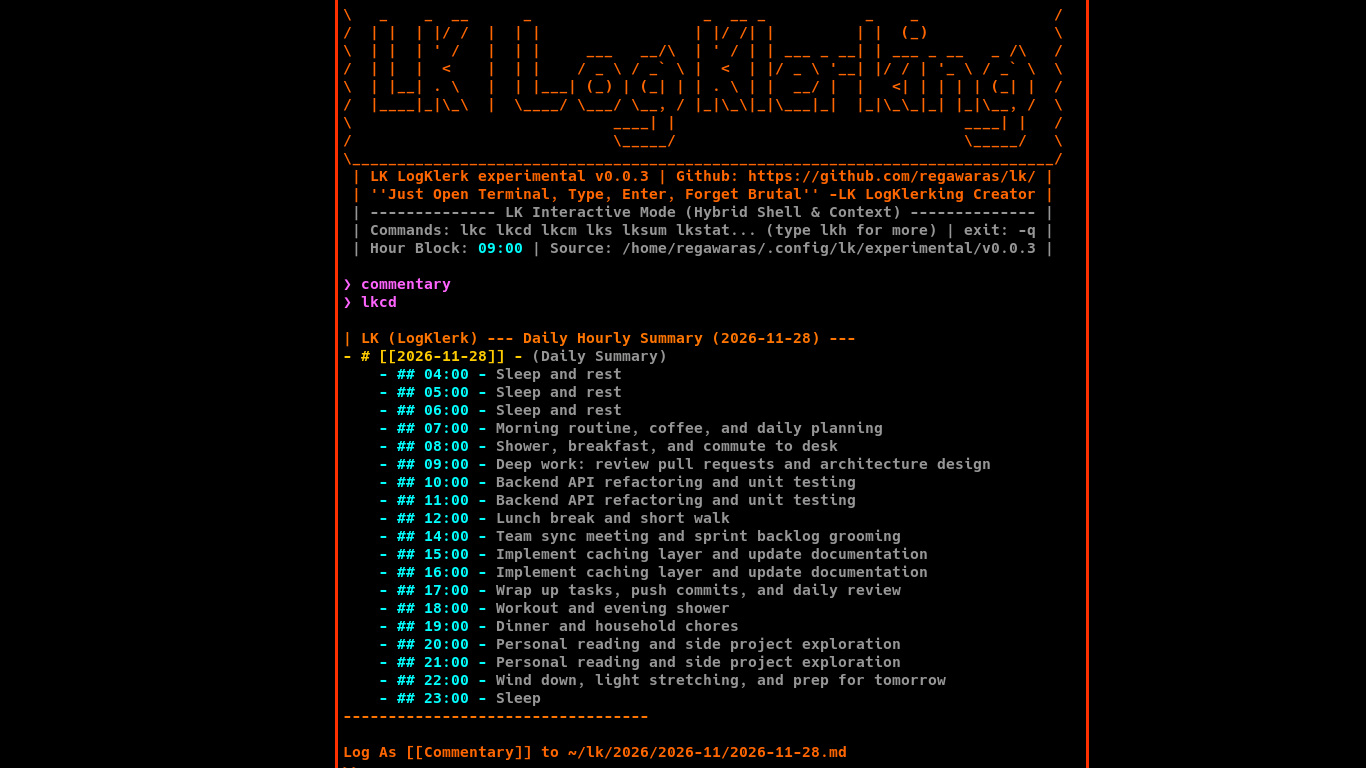 LK LogKlerking
| LK LogKlerk experimental v0.0.3 | Github: https://github.com/regawaras/lk/ |
| ''Just Open Terminal, Type, Enter, Forget Brutal'' -LK LogKlerking Creator |
| -------------- LK Interactive Mode (Hybrid Shell & Context) -------------- |
| Commands: lkc lkcd lkcm lks lksum lkstat... (type lkh for more) | exit: -q |
| Hour Block: 09:00 | Source: /home/regawaras/.config/lk/experimental/v0.0.3 |
❯ commentary
❯ lkcd
| LK (LogKlerk) --- Daily Hourly Summary (2026-11-28) ---
- # [[2026-11-28]] - (Daily Summary)
- ## 04:00 - Sleep and rest
- ## 05:00 - Sleep and rest
- ## 06:00 - Sleep and rest
- ## 07:00 - Morning routine, coffee, and daily planning
- ## 08:00 - Shower, breakfast, and commute to desk
- ## 09:00 - Deep work: review pull requests and architecture design
- ## 10:00 - Backend API refactoring and unit testing
- ## 11:00 - Backend API refactoring and unit testing
- ## 12:00 - Lunch break and short walk
- ## 14:00 - Team sync meeting and sprint backlog grooming
- ## 15:00 - Implement caching layer and update documentation
- ## 16:00 - Implement caching layer and update documentation
- ## 17:00 - Wrap up tasks, push commits, and daily review
- ## 18:00 - Workout and evening shower
- ## 19:00 - Dinner and household chores
- ## 20:00 - Personal reading and side project exploration
- ## 21:00 - Personal reading and side project exploration
- ## 22:00 - Wind down, light stretching, and prep for tomorrow
- ## 23:00 - Sleep
----------------------------------
Log As [[Commentary]] to ~/lk/2026/2026-11/2026-11-28.md